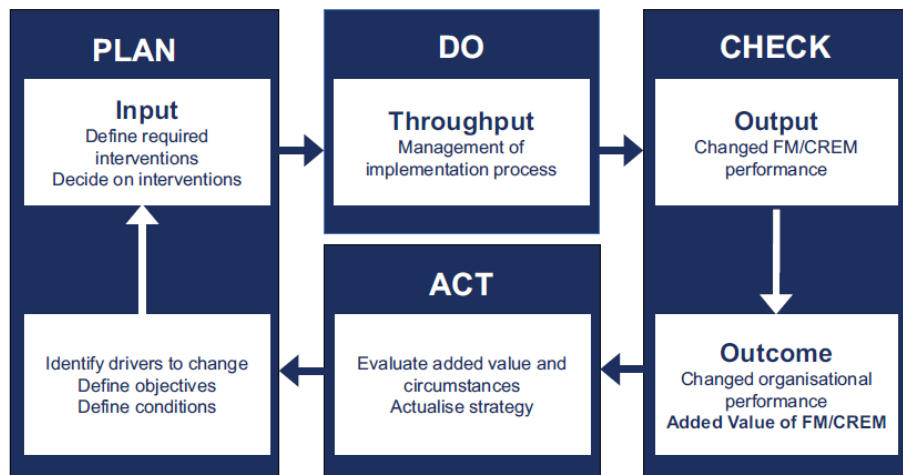 PLAN
Input
Define required
interventions
Decide on interventions
Identify drivers to change
Define objectives
Define conditions
DO
Throughput
Management of
implementation process
CHECK
Output
Changed FM/CREM
performance
Outcome
Changed organisational
performance
Added Value of FM/CREM
ACT
Evaluate added value and
circumstances
Actualise strategy